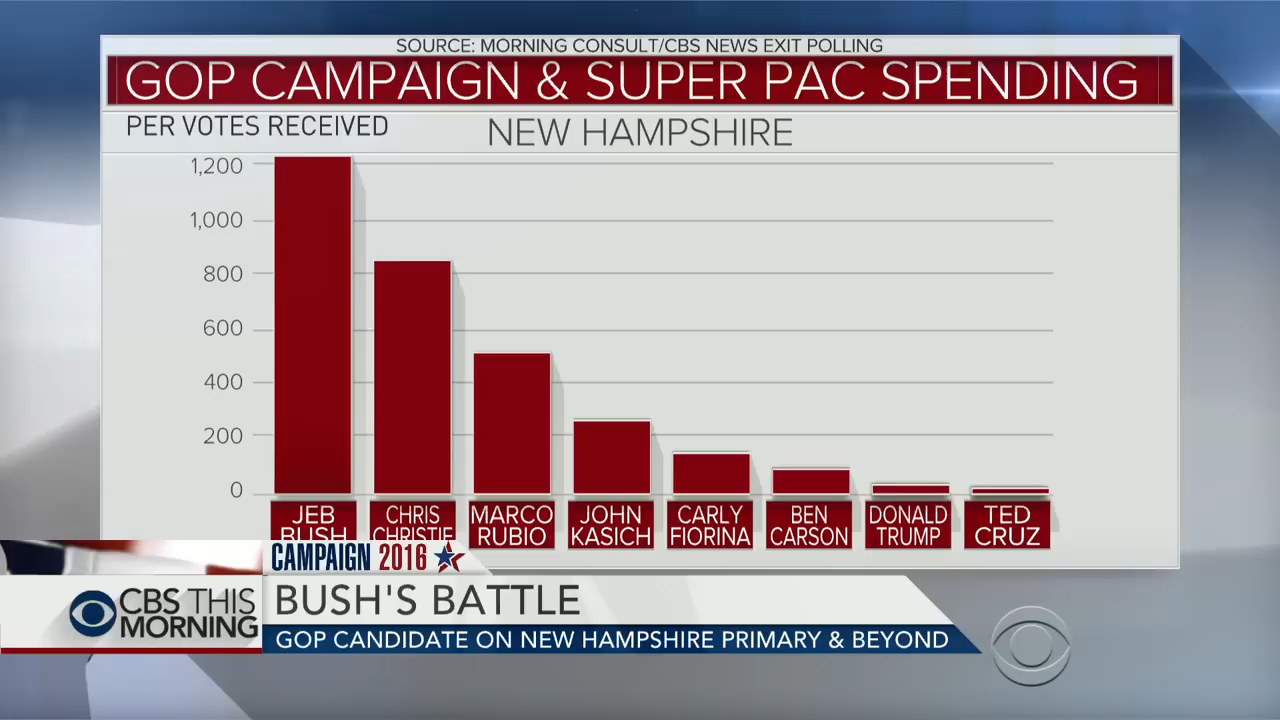 SOURCE: MORNING CONSULT/CBS NEWS EXIT POLLING
GOP CAMPAIGN & SUPER PAC SPENDING
PER VOTES RECEIVED
NEW HAMPSHIRE
1,200
1,000
800
600
400
200
0
JEB
BUSH
CHRIS
CHRISTIE
MARCO
RUBIO
JOHN
KASICH
CARLY
FIORINA
BEN
CARSON
DONALD
TRUMP
TED
CRUZ
CAMPAIGN 2016
CBS THIS
MORNING
BUSH'S BATTLE
GOP CANDIDATE ON NEW HAMPSHIRE PRIMARY & BEYOND